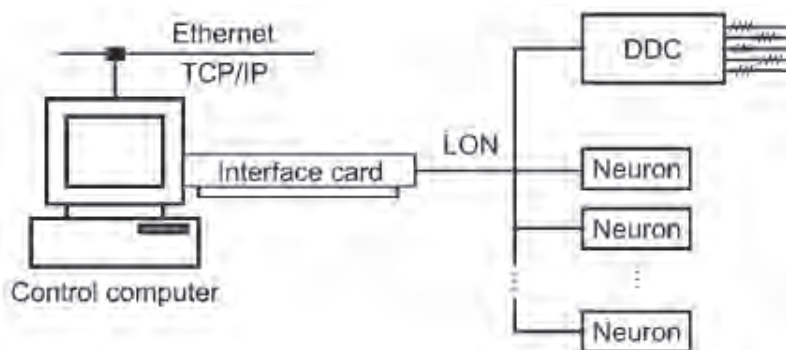 Ethernet
TCP/IP
DDC
LON
Interface card
Neuron
Neuron
Control computer
Neuron